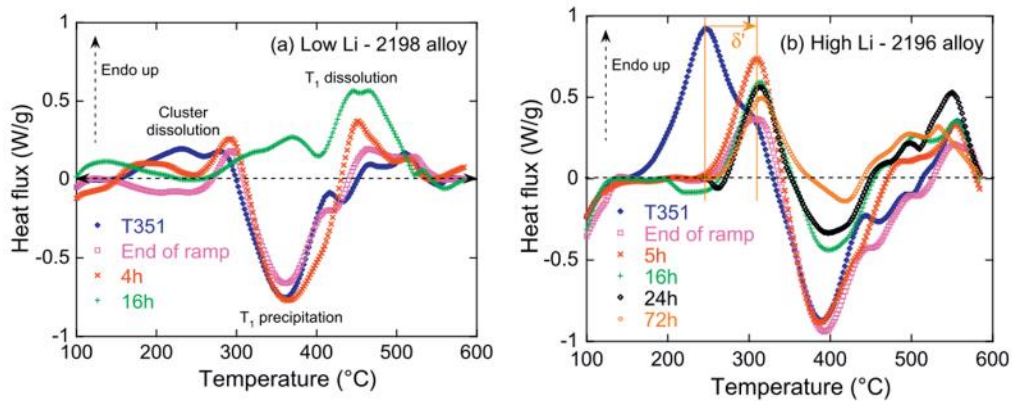 (a) Low Li - 2198 alloy
Endo up
T1 dissolution
Cluster
dissolution
T351
End of ramp
4h
16h
T1 precipitation
Heat flux (W/g)
1
0.5
0
-0.5
-1
100 200 300 400 500 600
Temperature (°C)
δ'
(b) High Li - 2196 alloy
Endo up
T351
End of ramp
5h
16h
24h
72h
Heat flux (W/g)
1
0.5
0
-0.5
-1
100 200 300 400 500 600
Temperature (°C)